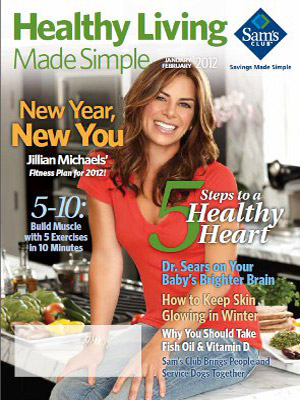 Healthy Living
Made Simple
JANUARY
FEBRUARY 2012
Sam's
CLUB
Savings Made Simple
New Year,
New You
Jillian Michaels'
Fitness Plan for 2012!
5-10:
Build Muscle
with 5 Exercises
in 10 Minutes
5 Steps to a
Healthy
Heart
Dr. Sears on Your
Baby's Brighter Brain
How to Keep Skin
Glowing in Winter
Why You Should Take
Fish Oil & Vitamin D
Sam's Club Brings People and
Service Dogs Together